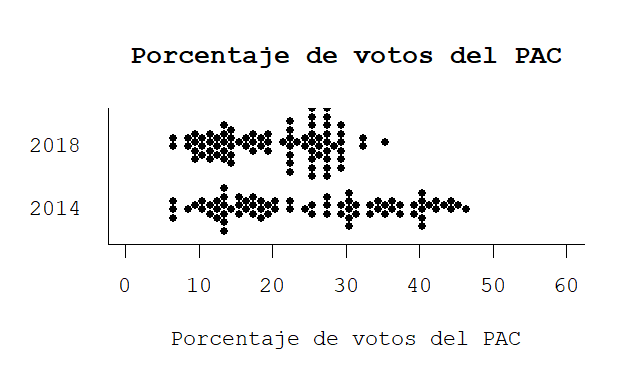 Porcentaje de votos del PAC
2018
2014
0 10 20 30 40 50 60
Porcentaje de votos del PAC